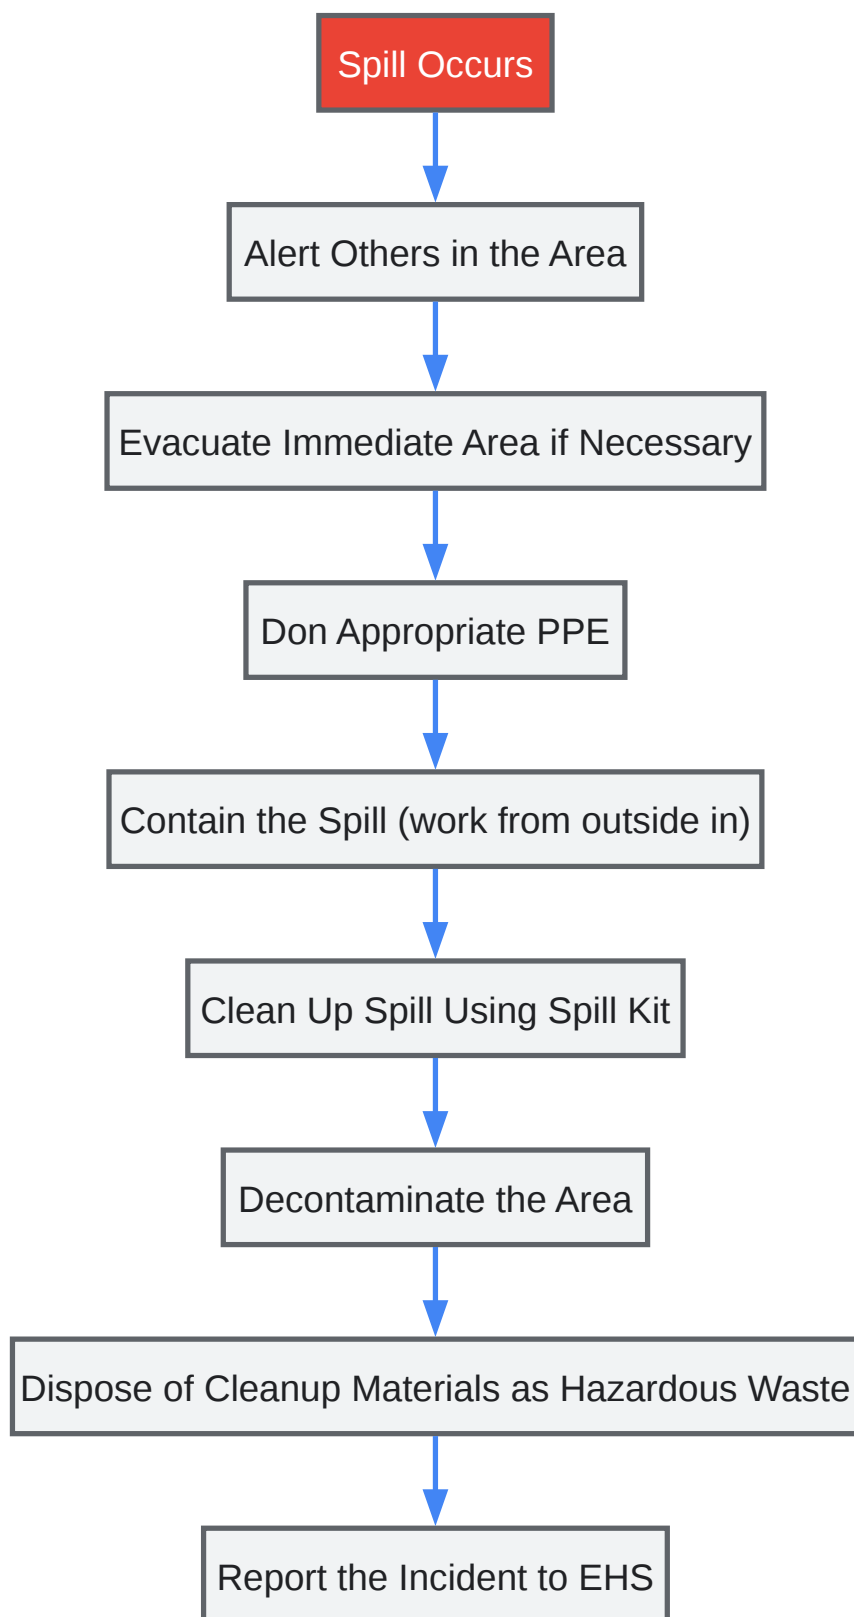 Spill Occurs
Alert Others in the Area
Evacuate Immediate Area if Necessary
Don Appropriate PPE
Contain the Spill (work from outside in)
Clean Up Spill Using Spill Kit
Decontaminate the Area
Dispose of Cleanup Materials as Hazardous Waste
Report the Incident to EHS